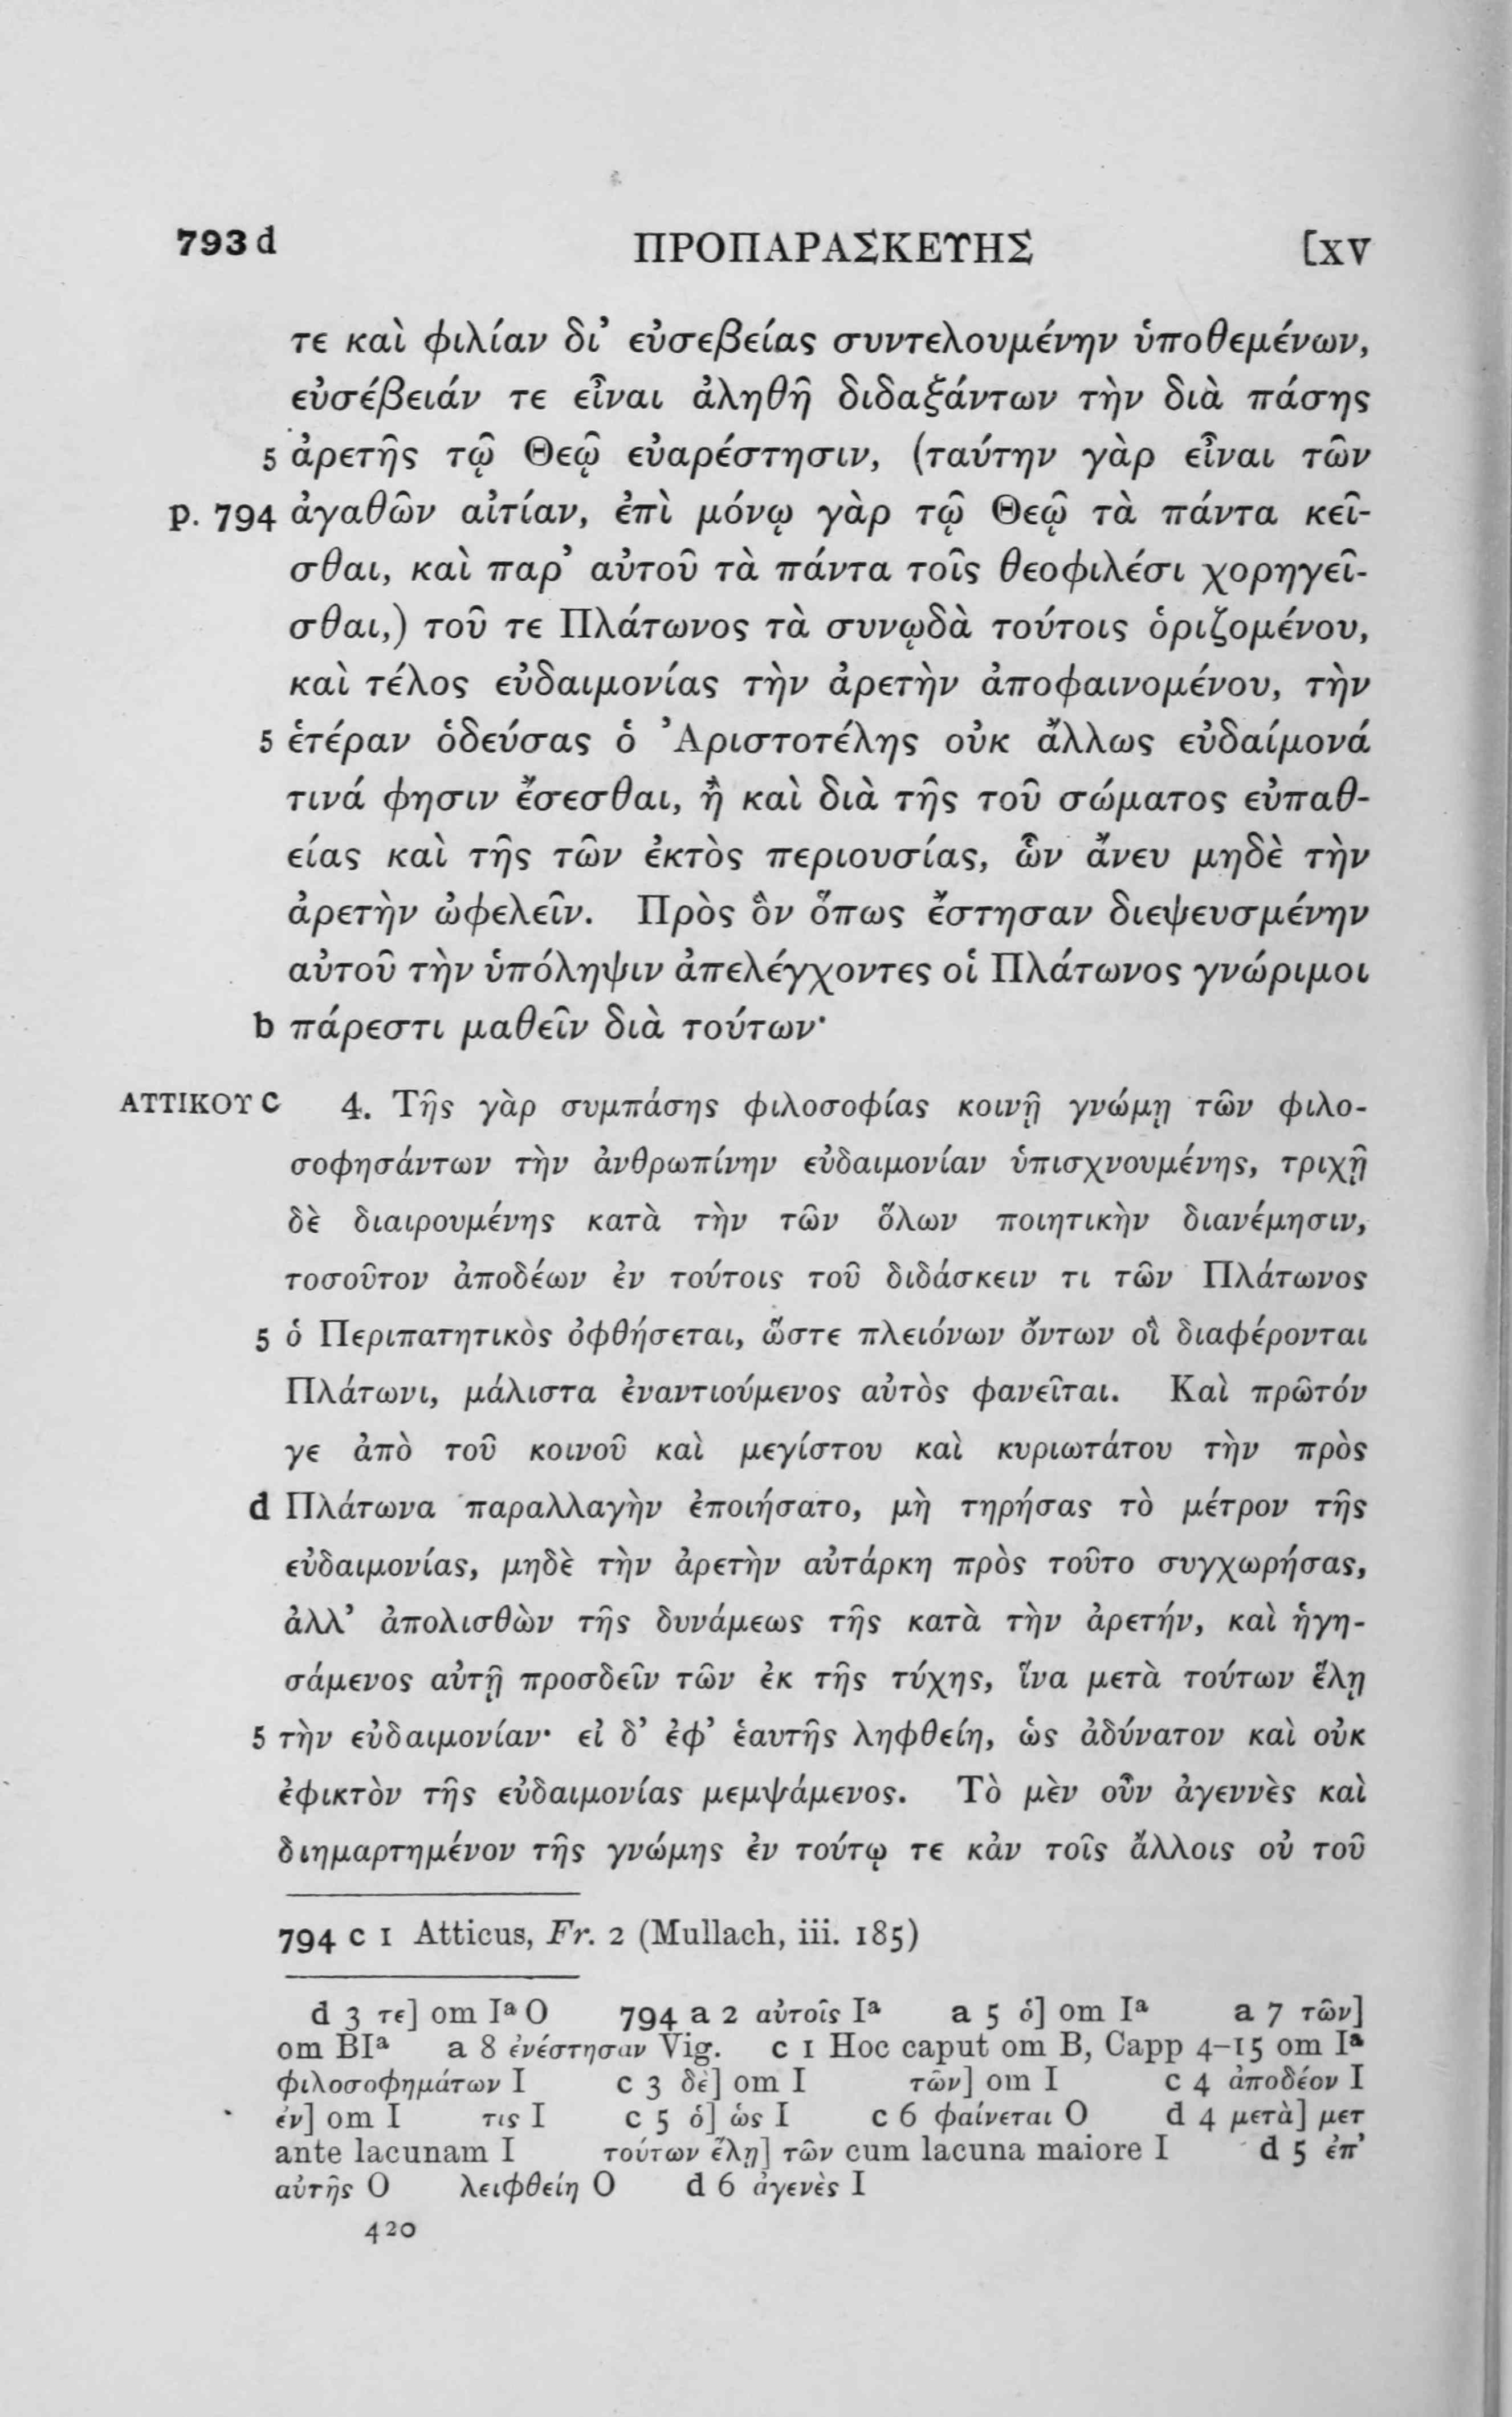 793 d ΠΡΟΠΑΡΑΣΚΕΥΗΣ [XV
τε καὶ φιλίαν δι’ εὐσεβείας συντελουμένην ὑποθεμένων,
εὐσέβειάν τε εἶναι ἀληθῆ διδαξάντων τὴν διὰ πάσης
5 ἀρετῆς τῷ Θεῷ εὐαρέστησιν, (ταύτην γὰρ εἶναι τῶν
p. 794 ἀγαθῶν αἰτίαν, ἐπὶ μόνῳ γὰρ τῷ Θεῷ τὰ πάντα κεῖ-
σθαι, καὶ παρ’ αὐτοῦ τὰ πάντα τοῖς θεοφιλέσι χορηγεῖ-
σθαι,) τοῦ τε Πλάτωνος τὰ συνῳδὰ τούτοις ὁριζομένου,
καὶ τέλος εὐδαιμονίας τὴν ἀρετὴν ἀποφαινομένου, τὴν
5 ἑτέραν ὁδεύσας ὁ Ἀριστοτέλης οὐκ ἄλλως εὐδαίμονά
τινά φησιν ἔσεσθαι, ἢ καὶ διὰ τῆς τοῦ σώματος εὐπαθ-
είας καὶ τῆς τῶν ἐκτὸς περιουσίας, ὧν ἄνευ μηδὲ τὴν
ἀρετὴν ὠφελεῖν. Πρὸς ὃν ὅπως ἔστησαν διεψευσμένην
αὐτοῦ τὴν ὑπόληψιν ἀπελέγχοντες οἱ Πλάτωνος γνώριμοι
b πάρεστι μαθεῖν διὰ τούτων·
ΑΤΤΙΚΟΥ c 4. Τῆς γὰρ συμπάσης φιλοσοφίας κοινῇ γνώμῃ τῶν φιλο-
σοφησάντων τὴν ἀνθρωπίνην εὐδαιμονίαν ὑπισχνουμένης, τριχῇ
δὲ διαιρουμένης κατὰ τὴν τῶν ὅλων ποιητικὴν διανέμησιν,
τοσοῦτον ἀποδέων ἐν τούτοις τοῦ διδάσκειν τι τῶν Πλάτωνος
5 ὁ Περιπατητικὸς ὀφθήσεται, ὥστε πλειόνων ὄντων οἳ διαφέρονται
Πλάτωνι, μάλιστα ἐναντιούμενος αὐτὸς φανεῖται. Καὶ πρῶτόν
γε ἀπὸ τοῦ κοινοῦ καὶ μεγίστου καὶ κυριωτάτου τὴν πρὸς
d Πλάτωνα παραλλαγὴν ἐποιήσατο, μὴ τηρήσας τὸ μέτρον τῆς
εὐδαιμονίας, μηδὲ τὴν ἀρετὴν αὐτάρκη πρὸς τοῦτο συγχωρήσας,
ἀλλ’ ἀπολισθὼν τῆς δυνάμεως τῆς κατὰ τὴν ἀρετήν, καὶ ἡγη-
σάμενος αὐτῇ προσδεῖν τῶν ἐκ τῆς τύχης, ἵνα μετὰ τούτων ἕλῃ
5 τὴν εὐδαιμονίαν· εἰ δ’ ἐφ’ ἑαυτῆς ληφθείη, ὡς ἀδύνατον καὶ οὐκ
ἐφικτὸν τῆς εὐδαιμονίας μεμψάμενος. Τὸ μὲν οὖν ἀγεννὲς καὶ
διημαρτημένον τῆς γνώμης ἐν τούτῳ τε κἀν τοῖς ἄλλοις οὐ τοῦ
794 c 1 Atticus, Fr. 2 (Mullach, iii. 185)
d 3 τε] om Iᵃ O 794 a 2 αὐτοῖς Iᵃ a 5 ὁ] om Iᵃ a 7 τῶν]
om BIᵃ a 8 ἐνέστησαν Vig. c 1 Hoc caput om B, Capp 4–15 om Iᵃ
φιλοσοφημάτων I c 3 δὲ] om I τῶν] om I c 4 ἀποδέον I
ἐν] om I τις I c 5 ὁ] ὡς I c 6 φαίνεται O d 4 μετὰ] μετ
ante lacunam I τούτων ἕλῃ] τῶν cum lacuna maiore I d 5 ἐπ’
αὐτῆς O λειφθείη O d 6 ἀγενὲς I
420